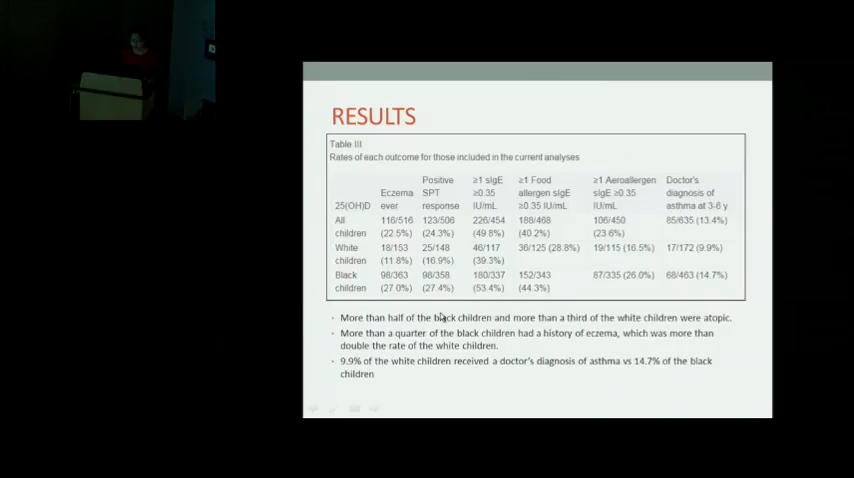 RESULTS
Table III
Rates of each outcome for those included in the current analyses
Positive ≥1 sIgE ≥1 Food ≥1 Aeroallergen Doctor's
Eczema SPT ≥0.35 allergen sIgE sIgE ≥0.35 diagnosis of
25(OH)D ever response IU/mL ≥0.35 IU/mL IU/mL asthma at 3-6 y
All 116/516 123/506 226/454 188/468 106/450 85/635 (13.4%)
children (22.5%) (24.3%) (49.8%) (40.2%) (23.6%)
White 18/153 25/148 46/117 36/125 (28.8%) 19/115 (16.5%) 17/172 (9.9%)
children (11.8%) (16.9%) (39.3%)
Black 98/363 98/358 180/337 152/343 87/335 (26.0%) 68/463 (14.7%)
children (27.0%) (27.4%) (53.4%) (44.3%)
· More than half of the black children and more than a third of the white children were atopic.
· More than a quarter of the black children had a history of eczema, which was more than
double the rate of the white children.
· 9.9% of the white children received a doctor's diagnosis of asthma vs 14.7% of the black
children